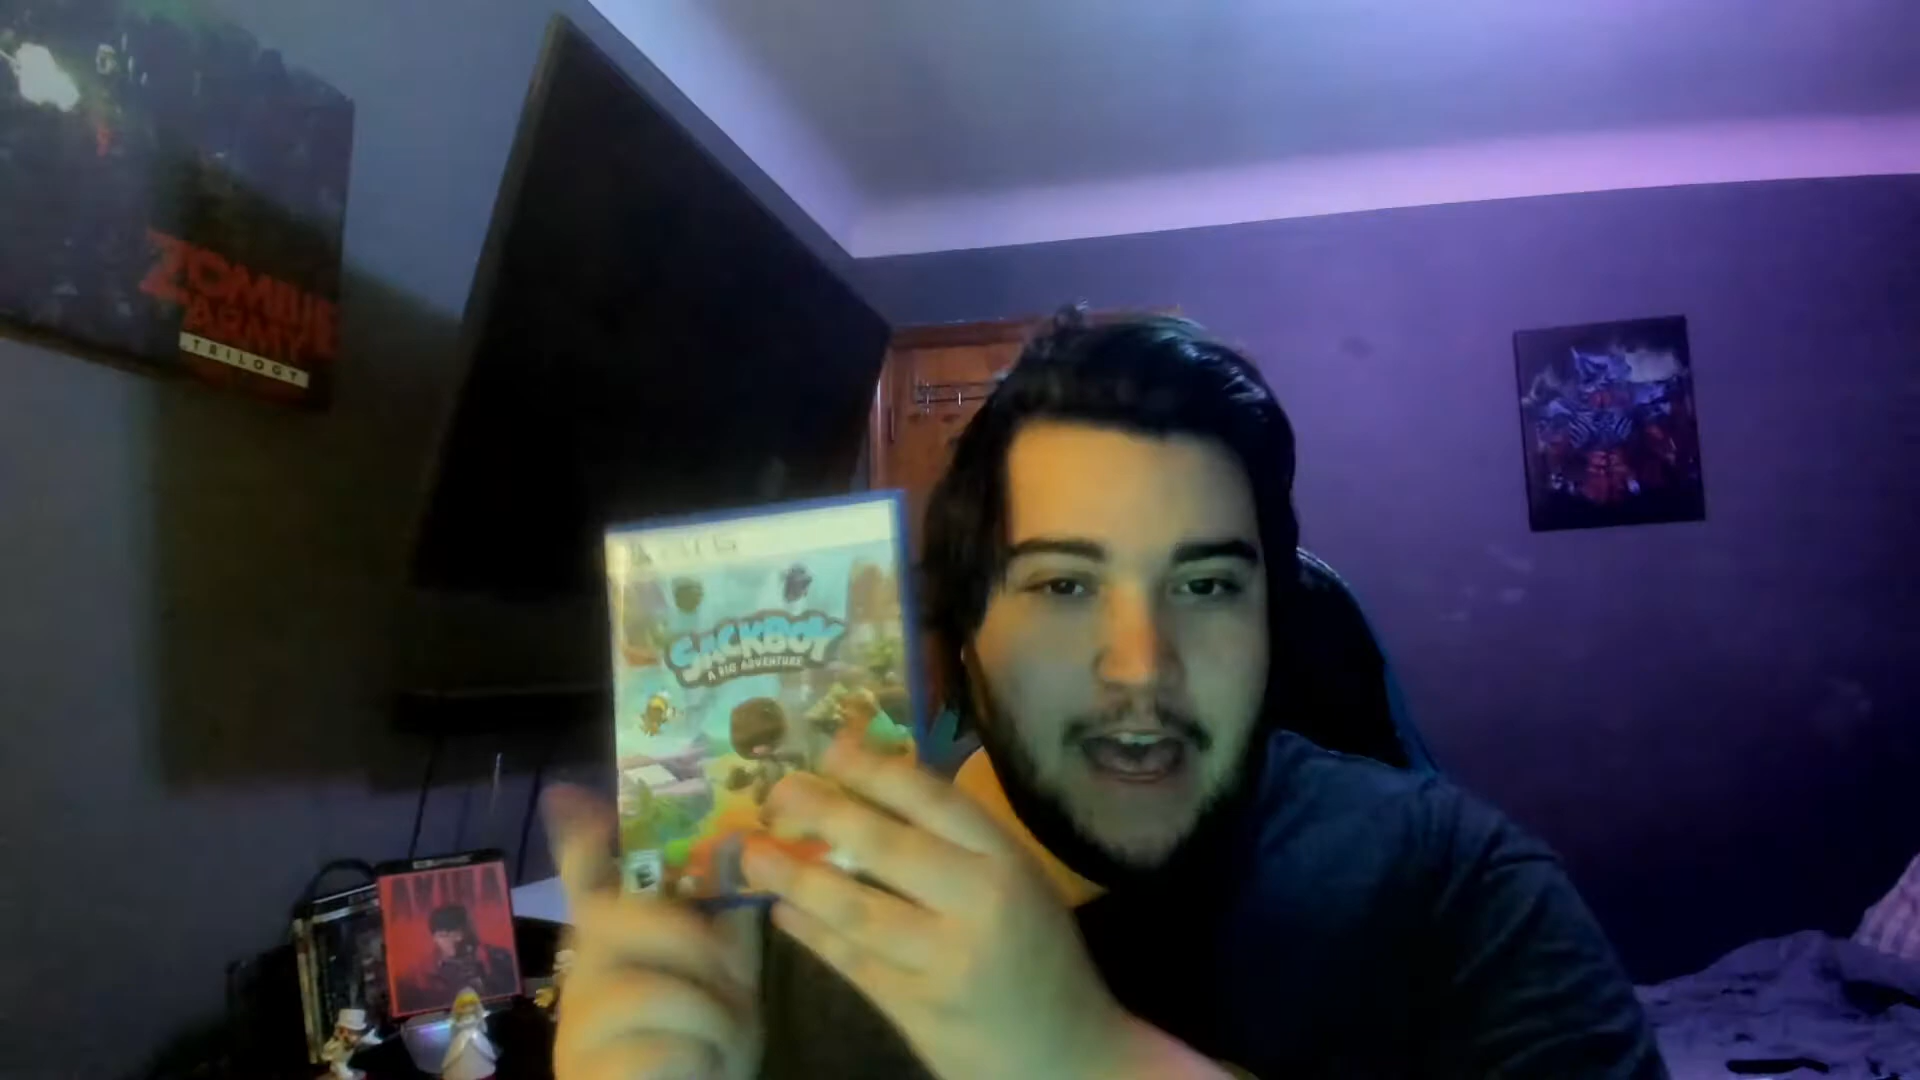 ZOMBIE
ARMY
TRILOGY
PS5
SACKBOY
A BIG ADVENTURE
E
AKIRA